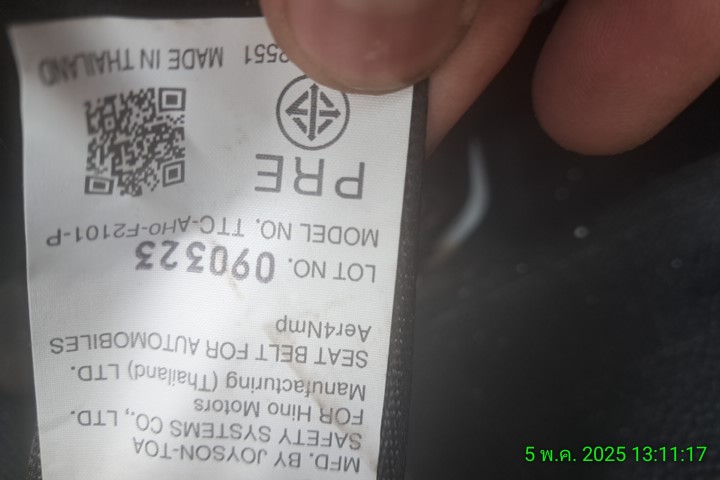 MFD. BY JOYSON-TOA
SAFETY SYSTEMS CO., LTD.
FOR Hino Motors
Manufacturing (Thailand) LTD.
SEAT BELT FOR AUTOMOBILES
Aer4Nmp
LOT NO. 090323
MODEL NO. TTC-AH0-F2101-P
PRE
2551 MADE IN THAILAND
5 พ.ค. 2025 13:11:17